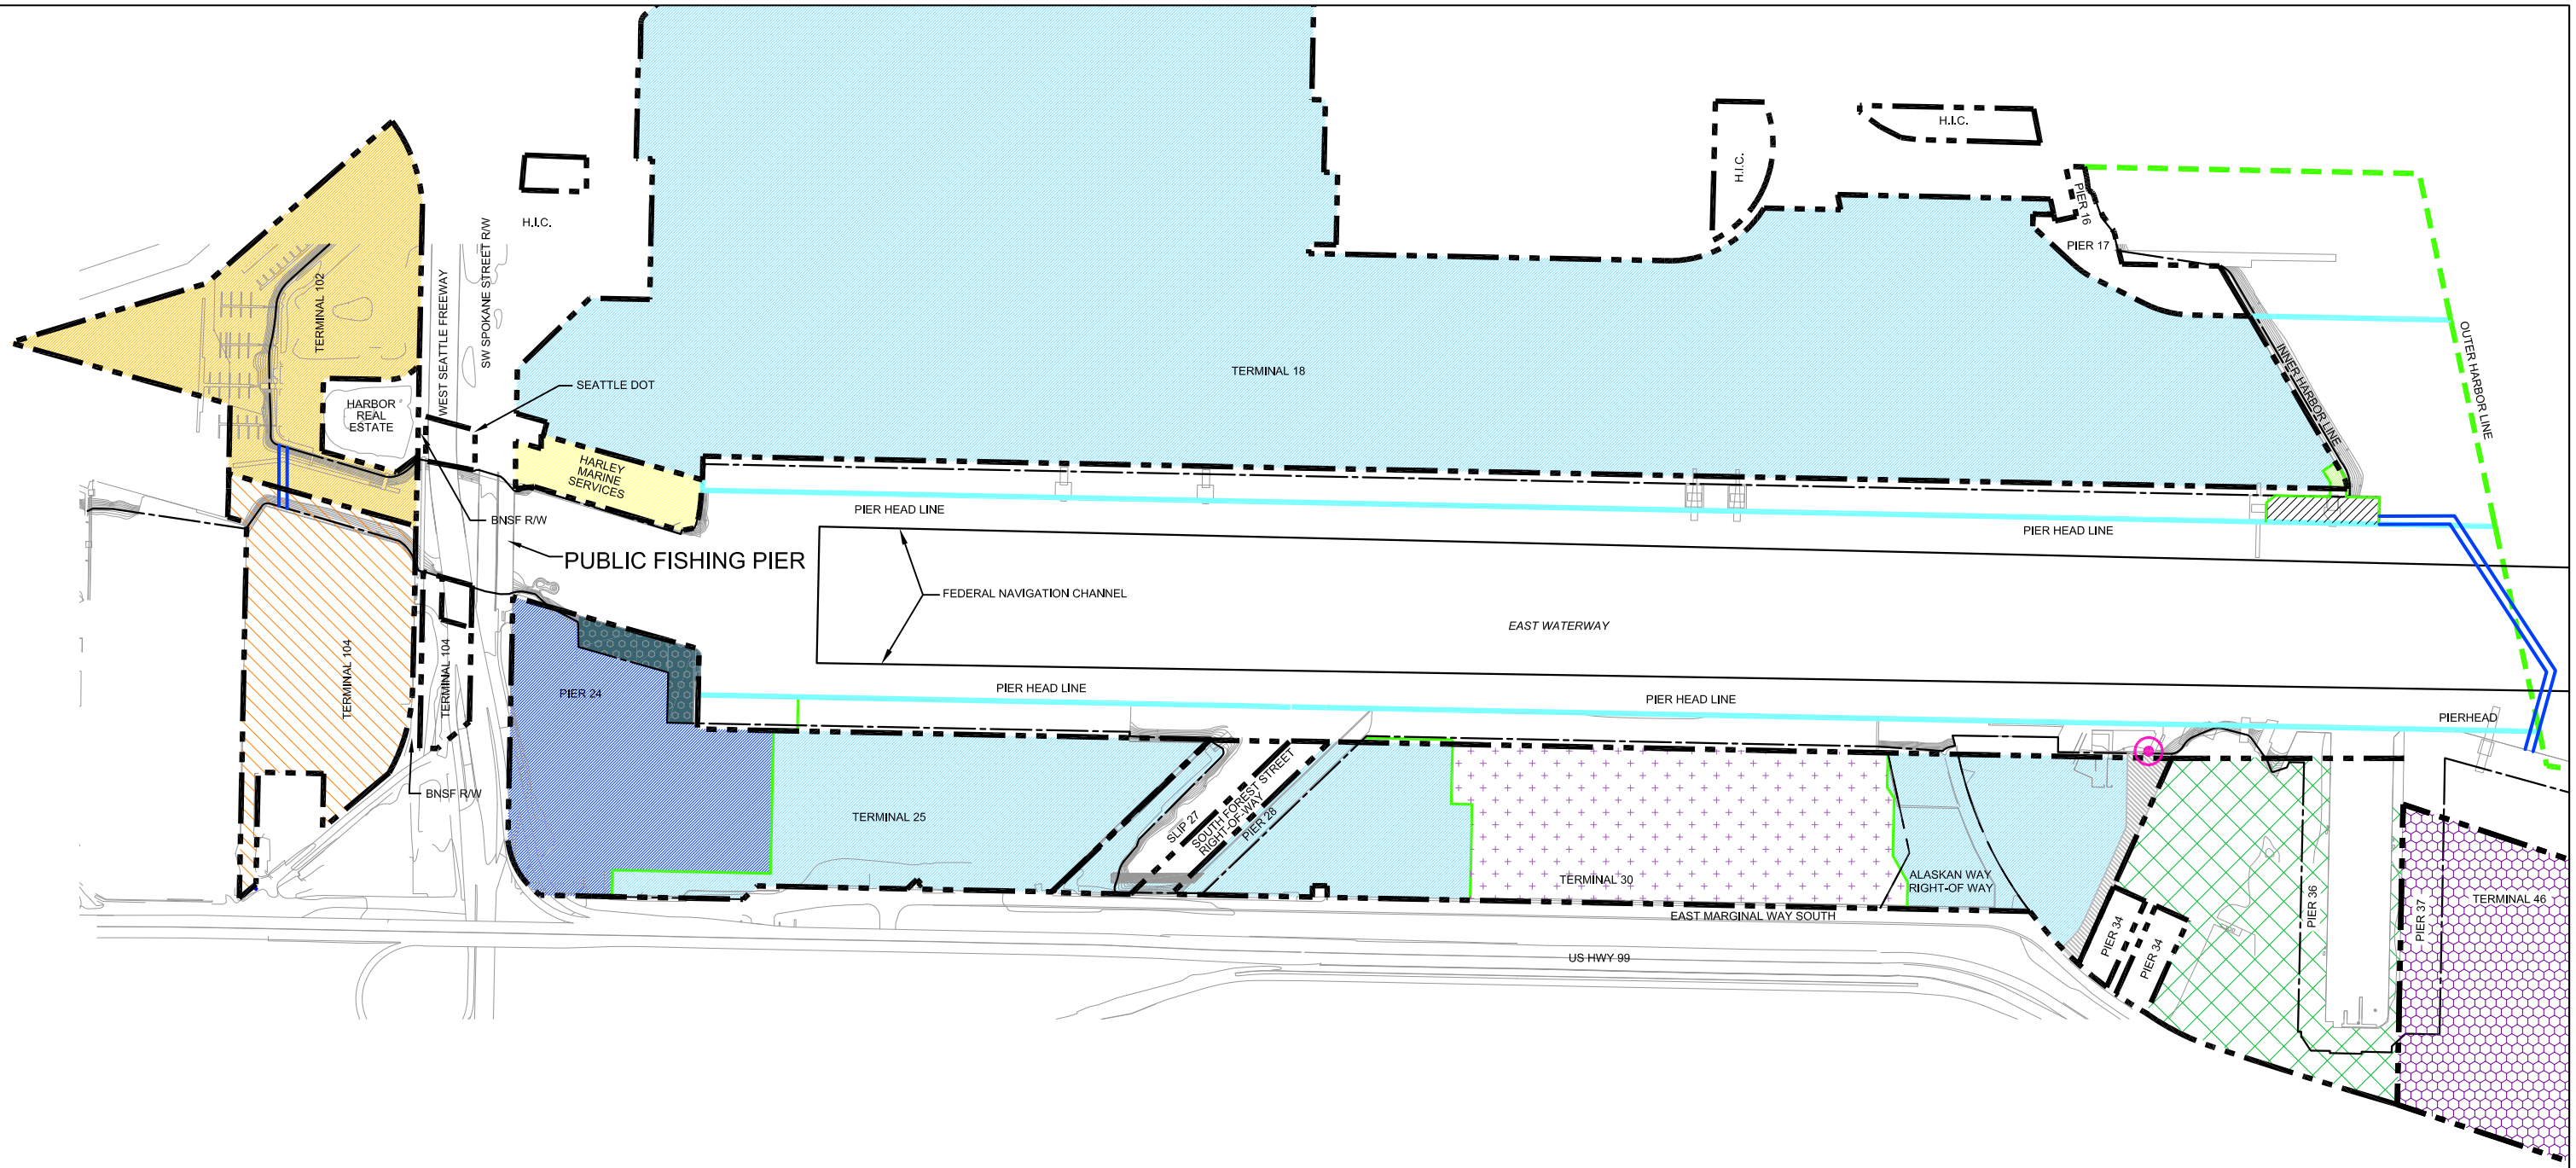 H.I.C.
H.I.C.
H.I.C.
PIER 16
PIER 17
TERMINAL 102
WEST SEATTLE FREEWAY
SW SPOKANE STREET R/W
SEATTLE DOT
HARBOR
REAL
ESTATE
TERMINAL 18
INNER HARBOR LINE
OUTER HARBOR LINE
HARLEY
MARINE
SERVICES
BNSF R/W
PUBLIC FISHING PIER
PIER HEAD LINE
PIER HEAD LINE
FEDERAL NAVIGATION CHANNEL
EAST WATERWAY
TERMINAL 104
TERMINAL 104
BNSF R/W
PIER 24
PIER HEAD LINE
PIER HEAD LINE
PIERHEAD
TERMINAL 25
SLIP 27
SOUTH FOREST STREET
RIGHT-OF-WAY
PIER 28
TERMINAL 30
ALASKAN WAY
RIGHT-OF WAY
EAST MARGINAL WAY SOUTH
US HWY 99
PIER 34
PIER 34
PIER 36
PIER 37
TERMINAL 46